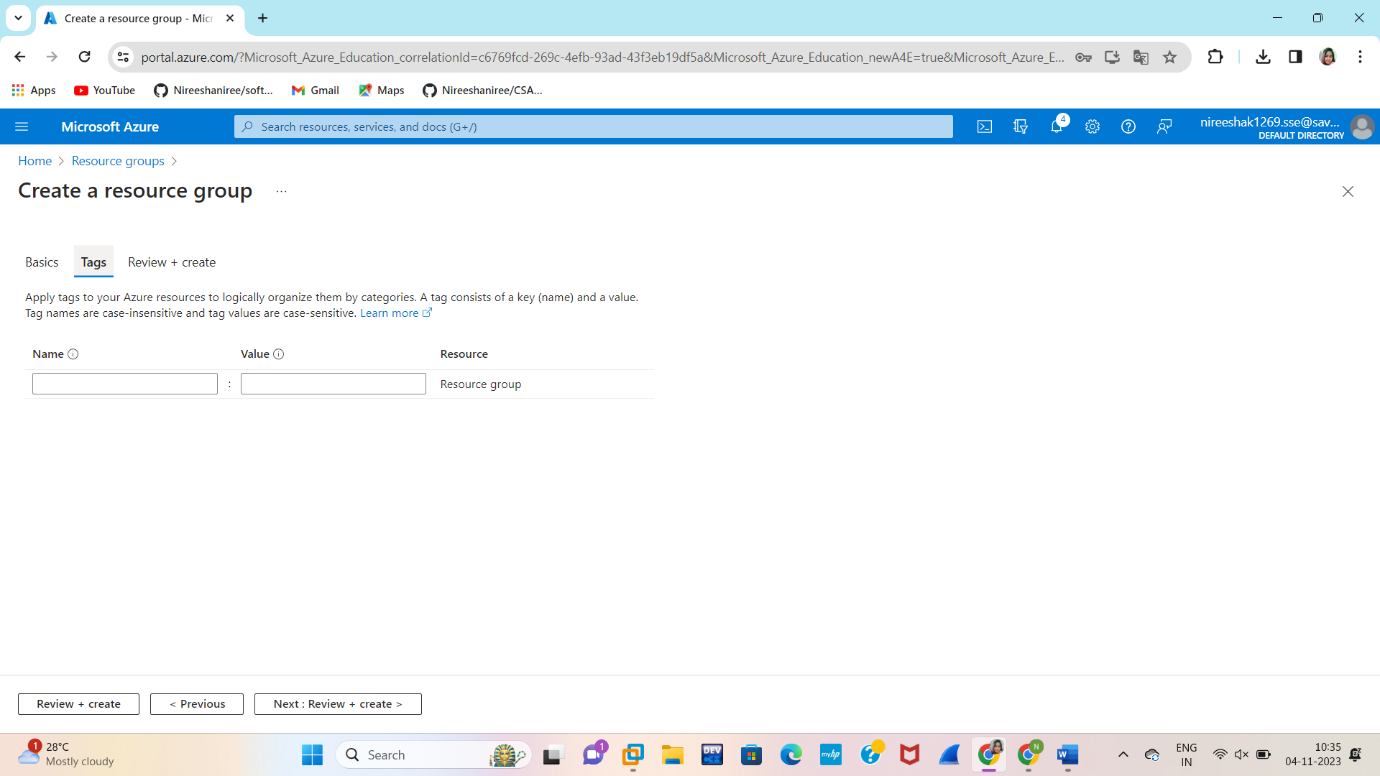 Create a resource group - Micr
portal.azure.com/?Microsoft_Azure_Education_correlationId=c6769fcd-269c-4efb-93ad-43f3eb19df5a&Microsoft_Azure_Education_newA4E=true&Microsoft_Azure_E...
Apps YouTube Nireeshaniree/soft... Gmail Maps Nireeshaniree/CSA...
Microsoft Azure Search resources, services, and docs (G+/) 4 nireeshak1269.sse@sav...
DEFAULT DIRECTORY
Home > Resource groups >
Create a resource group ...
Basics Tags Review + create
Apply tags to your Azure resources to logically organize them by categories. A tag consists of a key (name) and a value.
Tag names are case-insensitive and tag values are case-sensitive. Learn more
Name Value Resource
: Resource group
Review + create < Previous Next : Review + create >
1 28°C
Mostly cloudy
Search
1
DEV
myhp
N
ENG
IN
10:35
04-11-2023